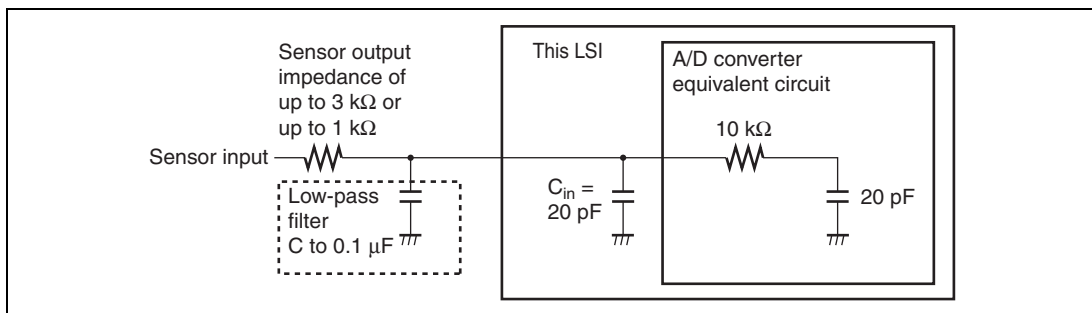 Sensor output
impedance of
up to 3 kΩ or
up to 1 kΩ
This LSI
A/D converter
equivalent circuit
10 kΩ
Sensor input
Low-pass
filter
C to 0.1 μF
Cin =
20 pF
20 pF